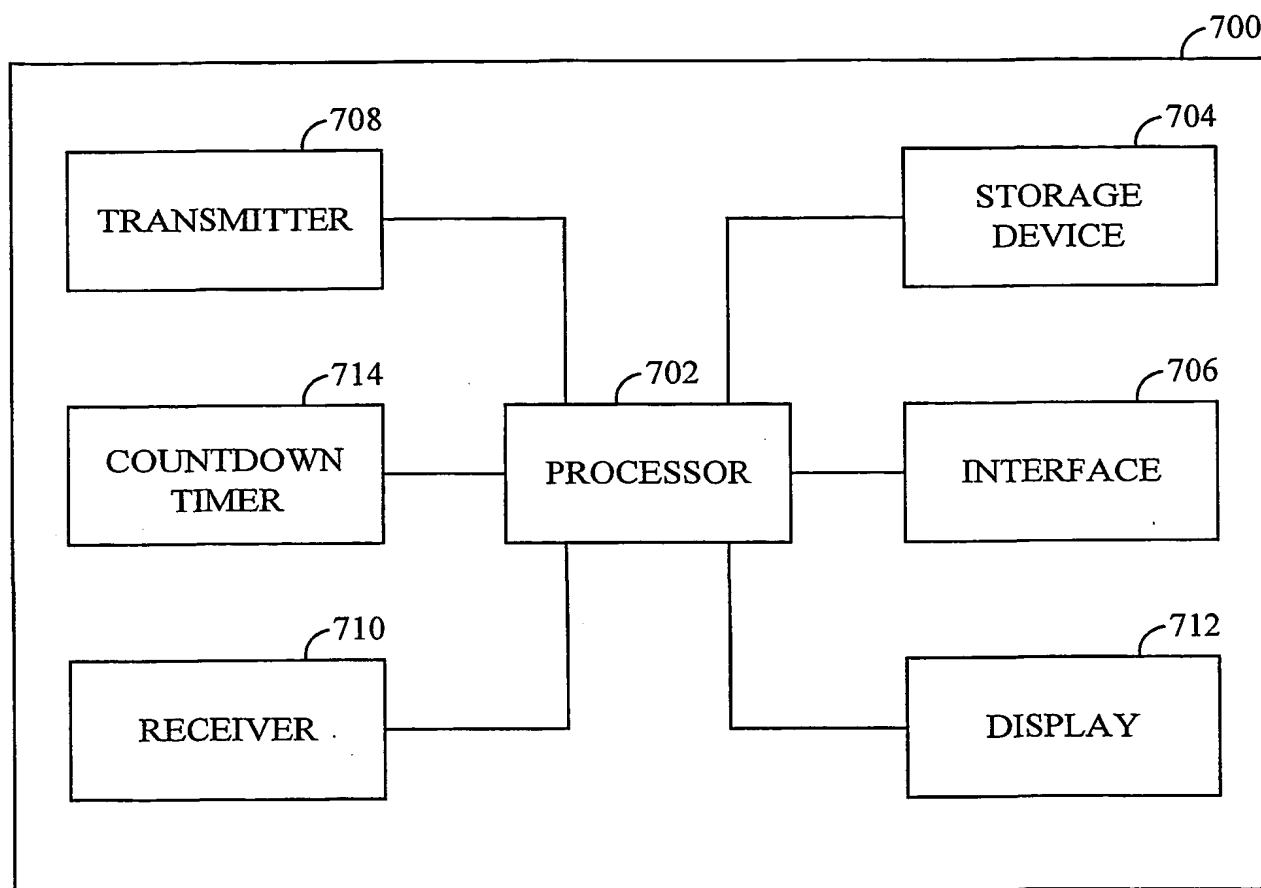 700
708
704
TRANSMITTER
STORAGE
DEVICE
714
702
706
COUNTDOWN
TIMER
PROCESSOR
INTERFACE
710
712
RECEIVER
DISPLAY